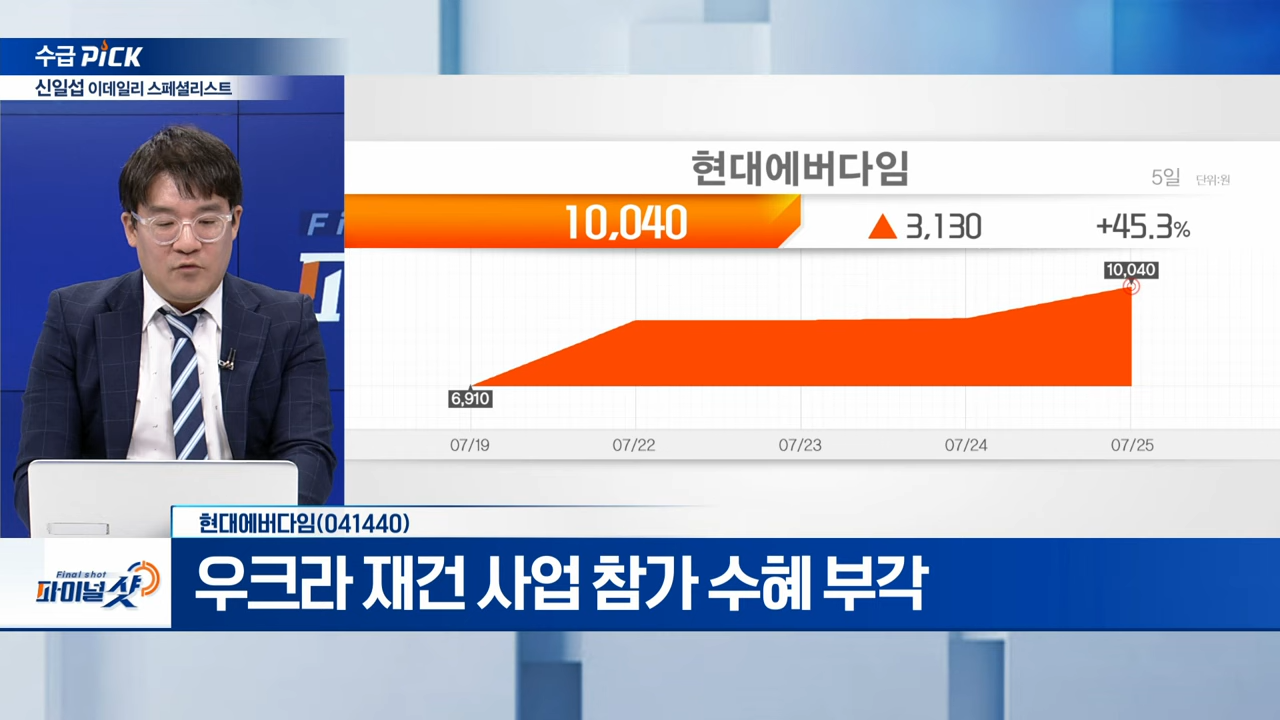 수급 PiCK
신일섭 이데일리 스페셜리스트
Fi
현대에버다임
5일 단위:원
10,040 ▲ 3,130 +45.3%
10,040
6,910
07/19 07/22 07/23 07/24 07/25
현대에버다임(041440)
Final shot
파이널샷
우크라 재건 사업 참가 수혜 부각